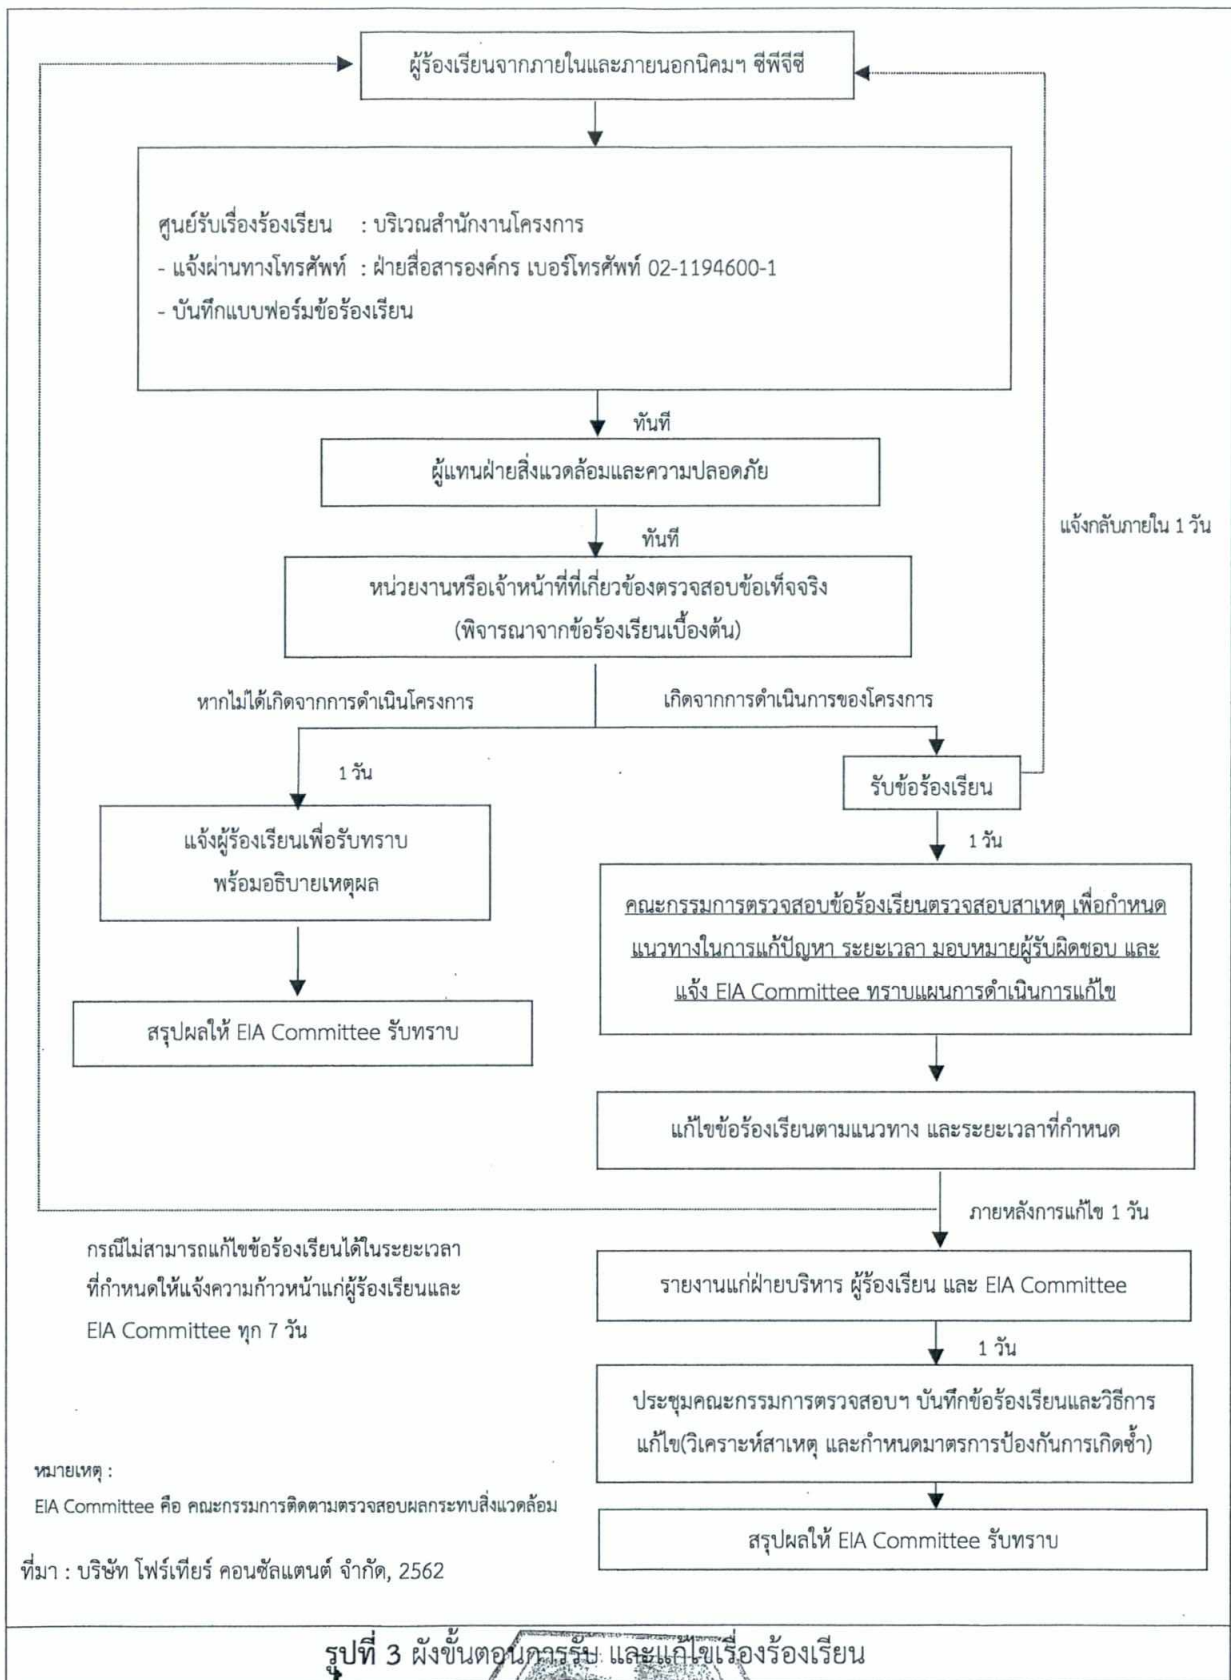 ผู้ร้องเรียนจากภายในและภายนอกนิคมฯ ซีพีจีซี
ศูนย์รับเรื่องร้องเรียน : บริเวณสำนักงานโครงการ
- แจ้งผ่านทางโทรศัพท์ : ฝ่ายสื่อสารองค์กร เบอร์โทรศัพท์ 02-1194600-1
- บันทึกแบบฟอร์มข้อร้องเรียน
ทันที
ผู้แทนฝ่ายสิ่งแวดล้อมและความปลอดภัย
แจ้งกลับภายใน 1 วัน
ทันที
หน่วยงานหรือเจ้าหน้าที่ที่เกี่ยวข้องตรวจสอบข้อเท็จจริง
(พิจารณาจากข้อร้องเรียนเบื้องต้น)
หากไม่ได้เกิดจากการดำเนินโครงการ
เกิดจากการดำเนินการของโครงการ
1 วัน
รับข้อร้องเรียน
แจ้งผู้ร้องเรียนเพื่อรับทราบ
พร้อมอธิบายเหตุผล
1 วัน
คณะกรรมการตรวจสอบข้อร้องเรียนตรวจสอบสาเหตุ เพื่อกำหนด
แนวทางในการแก้ปัญหา ระยะเวลา มอบหมายผู้รับผิดชอบ และ
แจ้ง EIA Committee ทราบแผนการดำเนินการแก้ไข
สรุปผลให้ EIA Committee รับทราบ
แก้ไขข้อร้องเรียนตามแนวทาง และระยะเวลาที่กำหนด
ภายหลังการแก้ไข 1 วัน
กรณีไม่สามารถแก้ไขข้อร้องเรียนได้ในระยะเวลา
ที่กำหนดให้แจ้งความก้าวหน้าแก่ผู้ร้องเรียนและ
EIA Committee ทุก 7 วัน
รายงานแก่ฝ่ายบริหาร ผู้ร้องเรียน และ EIA Committee
1 วัน
ประชุมคณะกรรมการตรวจสอบฯ บันทึกข้อร้องเรียนและวิธีการ
แก้ไข(วิเคราะห์สาเหตุ และกำหนดมาตรการป้องกันการเกิดซ้ำ)
หมายเหตุ :
EIA Committee คือ คณะกรรมการติดตามตรวจสอบผลกระทบสิ่งแวดล้อม
สรุปผลให้ EIA Committee รับทราบ
ที่มา : บริษัท โฟร์เทียร์ คอนซัลแตนต์ จำกัด, 2562
รูปที่ 3 ผังขั้นตอนการรับ และแก้ไขเรื่องร้องเรียน